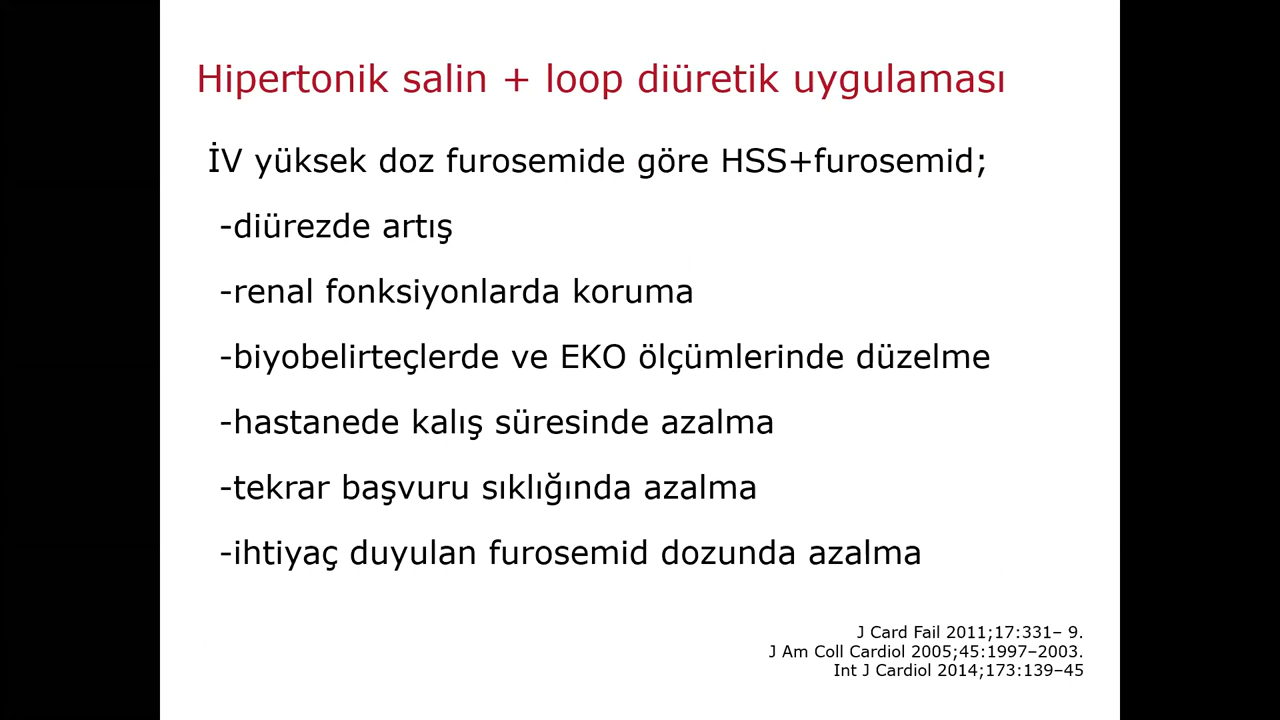 Hipertonik salin + loop diüretik uygulaması
İV yüksek doz furosemide göre HSS+furosemid;
-diürezde artış
-renal fonksiyonlarda koruma
-biyobelirteçlerde ve EKO ölçümlerinde düzelme
-hastanede kalış süresinde azalma
-tekrar başvuru sıklığında azalma
-ihtiyaç duyulan furosemid dozunda azalma
J Card Fail 2011;17:331– 9.
J Am Coll Cardiol 2005;45:1997–2003.
Int J Cardiol 2014;173:139–45